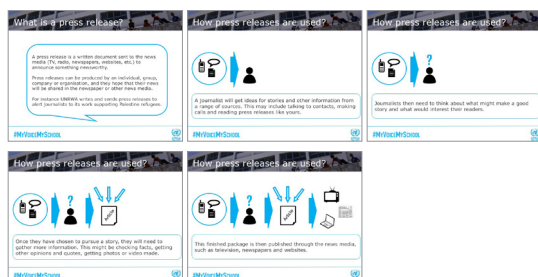 What is a press release?
A press release is a written document sent to the news
media (TV, radio, newspapers, websites, etc.) to
announce something newsworthy.
Press releases can be produced by an individual, group,
company or organisation, and they hope that their news
will be shared in the newspaper or other news media.
For instance UNRWA writes and sends press releases to
alert journalists to its work supporting Palestine refugees.
#MyVoiceMySchool
How press releases are used?
A journalist will get ideas for stories and other information from
a range of sources. This may include talking to contacts, making
calls and reading press releases like yours.
#MyVoiceMySchool
How press releases are used?
?
Journalists then need to think about what might make a good
story and what would interest their readers.
#MyVoiceMySchool
How press releases are used?
?
Article
Once they have chosen to pursue a story, they will need to
gather more information. This might be checking facts, getting
other opinions and quotes, getting photos or video made.
#MyVoiceMySchool
How press releases are used?
?
Article
This finished package is then published through the news media,
such as television, newspapers and websites.
#MyVoiceMySchool